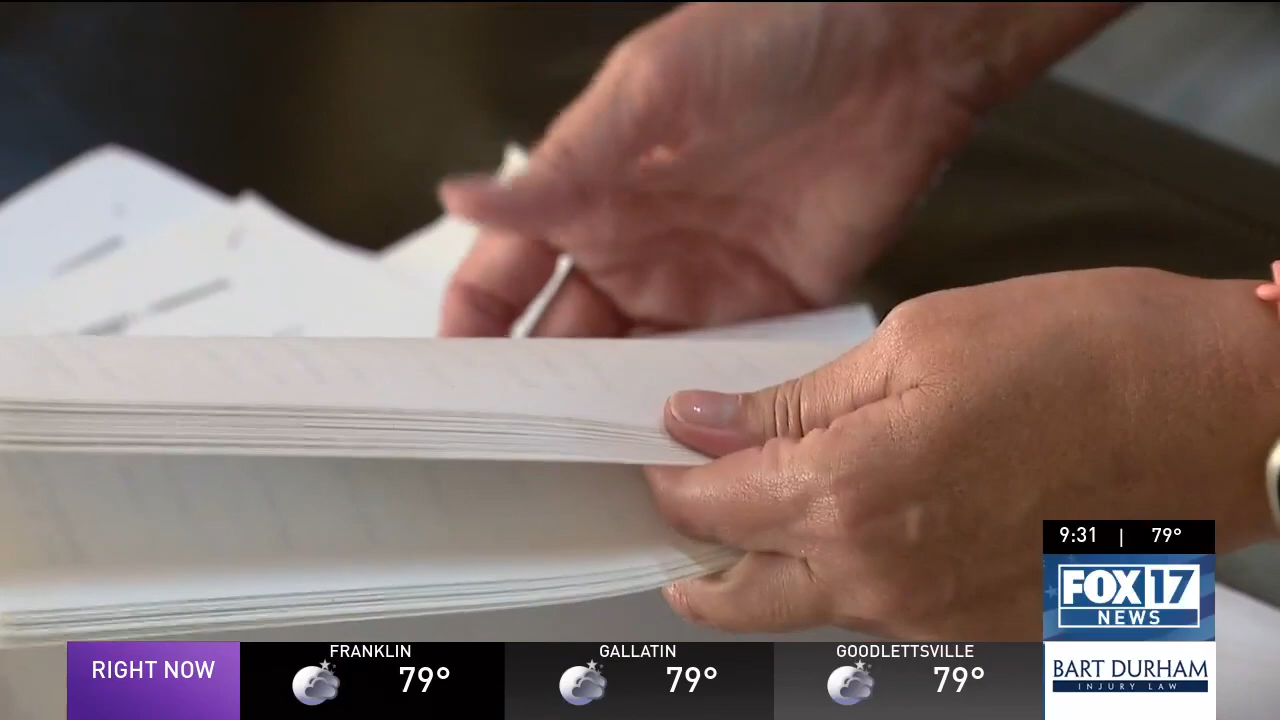 9:31 | 79°
FOX 17
NEWS
RIGHT NOW
FRANKLIN
79°
GALLATIN
79°
GOODLETTSVILLE
79°
BART DURHAM
INJURY LAW